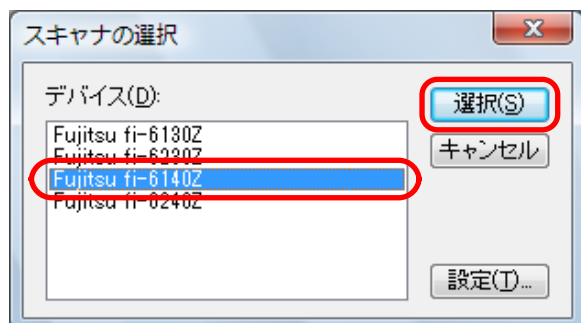 スキャナの選択
デバイス(D):
Fujitsu fi-6130Z
Fujitsu fi-6230Z
Fujitsu fi-6140Z
Fujitsu fi-6240Z
選択(S)
キャンセル
設定(T)...